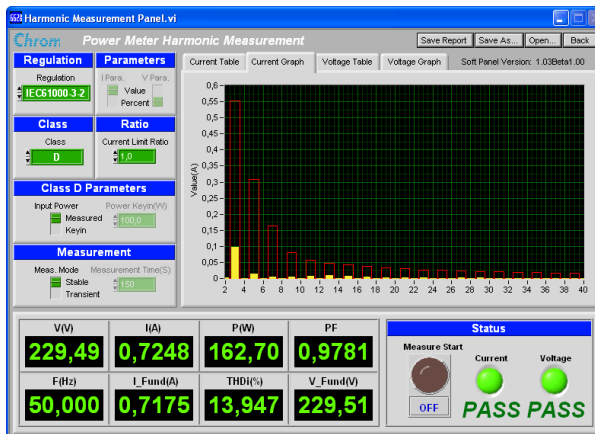 Harmonic Measurement Panel.vi
Chrom Power Meter Harmonic Measurement
Save Report Save As... Open... Back
Regulation Parameters
Regulation
IEC61000-3-2
I Para. V Para.
Value
Percent
Class Ratio
Class
D
Current Limit Ratio
1,0
Class D Parameters
Input Power Power Keyin(W)
Measured
Keyin
100,0
Measurement
Meas. Mode Measurement Time(S)
Stable
Transient
150
Current Table Current Graph Voltage Table Voltage Graph Soft Panel Version: 1.03Beta1.00
Value(A)
0,6
0,55
0,5
0,45
0,4
0,35
0,3
0,25
0,2
0,15
0,1
0,05
0
2 4 6 8 10 12 14 16 18 20 22 24 26 28 30 32 34 36 38 40
V(V) I(A) P(W) PF
229,49 0,7248 162,70 0,9781
F(Hz) I_Fund(A) THDi(%) V_Fund(V)
50,000 0,7175 13,947 229,51
Status
Measure Start
OFF
Current Voltage
PASS PASS